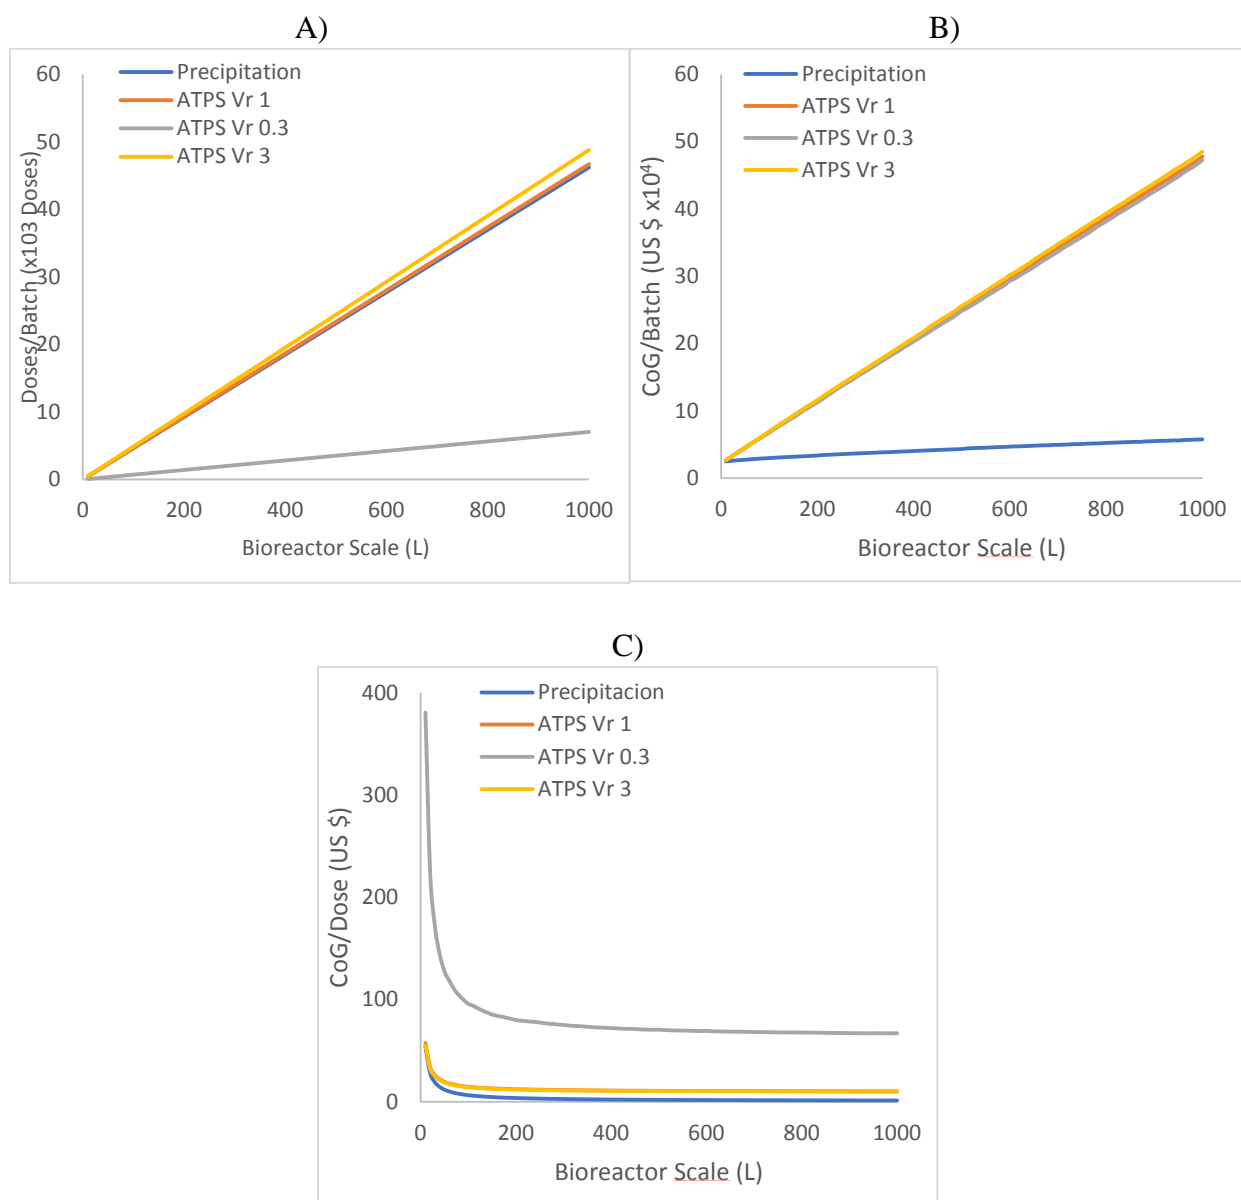 A)
Precipitation
ATPS Vr 1
ATPS Vr 0.3
ATPS Vr 3
Doses/Batch (x103 Doses)
60
50
40
30
20
10
0
0 200 400 600 800 1000
Bioreactor Scale (L)
B)
Precipitation
ATPS Vr 1
ATPS Vr 0.3
ATPS Vr 3
CoG/Batch (US $ x10⁴)
60
50
40
30
20
10
0
0 200 400 600 800 1000
Bioreactor Scale (L)
C)
Precipitacion
ATPS Vr 1
ATPS Vr 0.3
ATPS Vr 3
CoG/Dose (US $)
400
300
200
100
0
0 200 400 600 800 1000
Bioreactor Scale (L)